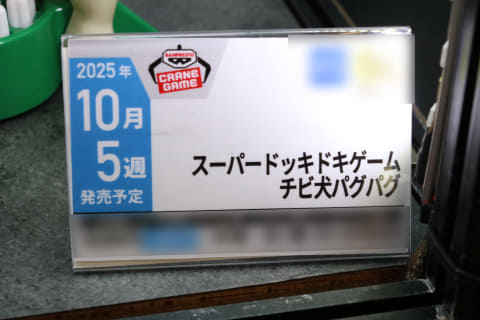 2025年
10月
5週
発売予定
BANPRESTO
CRANE
GAME
スーパードッキドキゲーム
チビ犬パグパグ